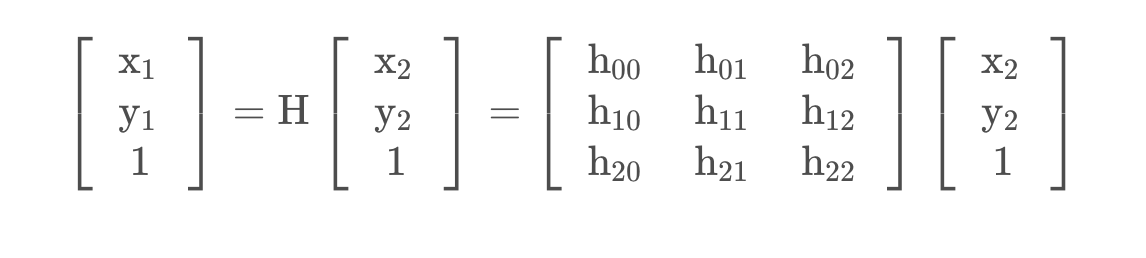 [ x₁ y₁ 1 ] = H [ x₂ y₂ 1 ] = [ h₀₀ h₀₁ h₀₂ h₁₀ h₁₁ h₁₂ h₂₀ h₂₁ h₂₂ ] [ x₂ y₂ 1 ]